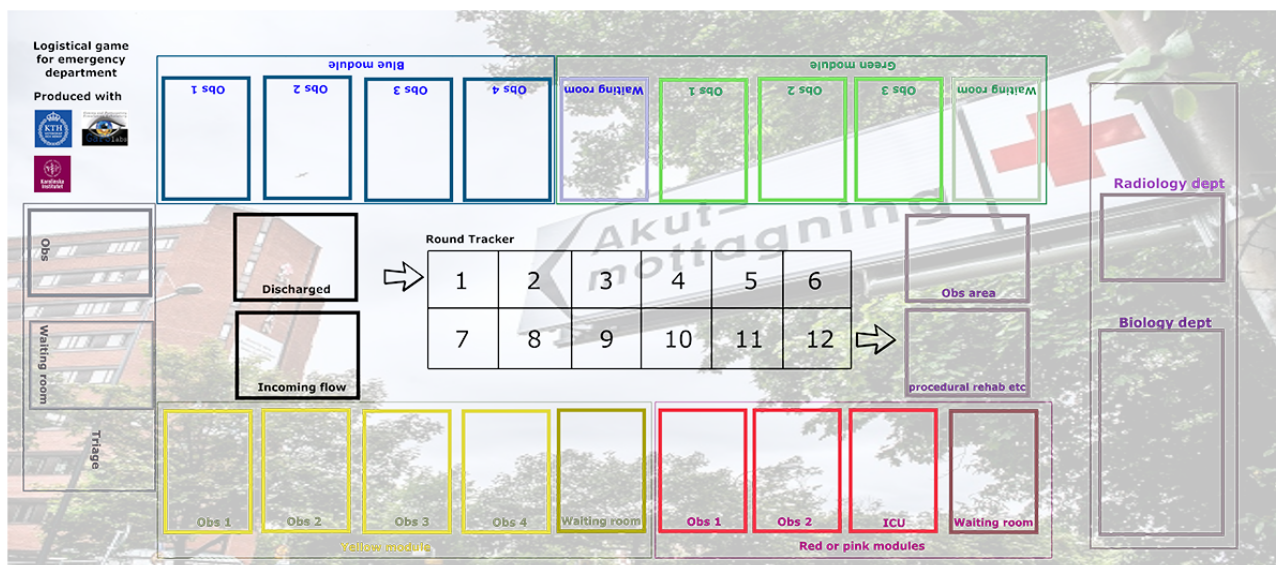 Logistical game
for emergency
department
Produced with
KTH
Karolinska
Institutet
Blue module
Obs 1
Obs 2
Obs 3
Obs 4
Green module
Waiting room
Obs 1
Obs 2
Obs 3
Waiting room
Radiology dept
Biology dept
Obs
Waiting room
Triage
Discharged
Incoming flow
Round Tracker
1 2 3 4 5 6
7 8 9 10 11 12
Akut-
mottagning
Obs area
procedural rehab etc
Obs 1
Obs 2
Obs 3
Obs 4
Waiting room
Yellow module
Obs 1
Obs 2
ICU
Waiting room
Red or pink modules